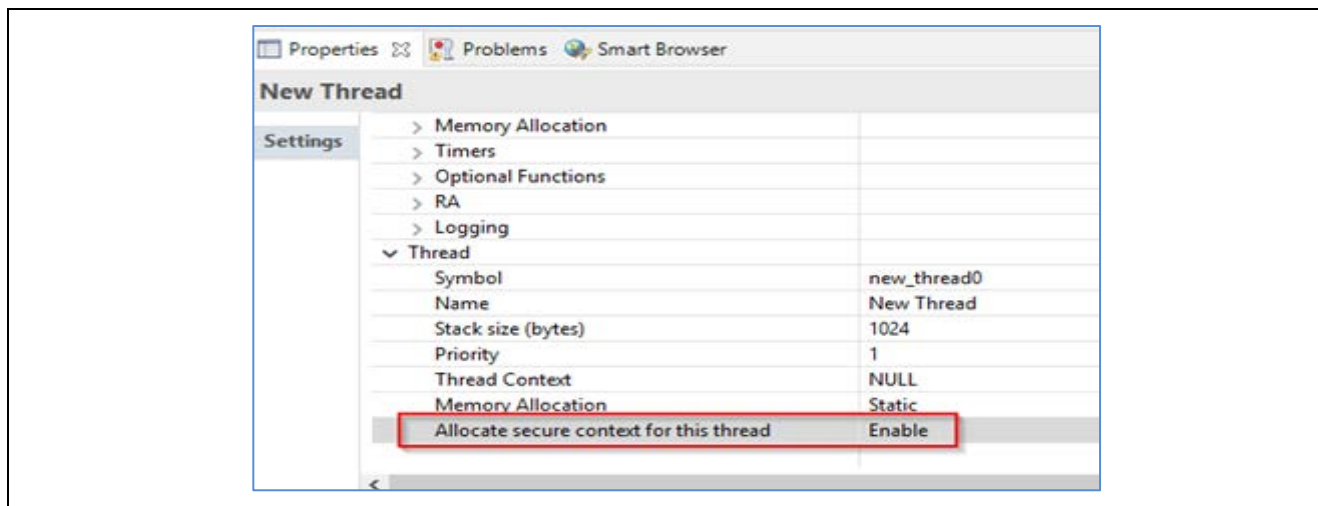 Properties Problems Smart Browser
New Thread
Settings
> Memory Allocation
> Timers
> Optional Functions
> RA
> Logging
Thread
Symbol new_thread0
Name New Thread
Stack size (bytes) 1024
Priority 1
Thread Context NULL
Memory Allocation Static
Allocate secure context for this thread Enable